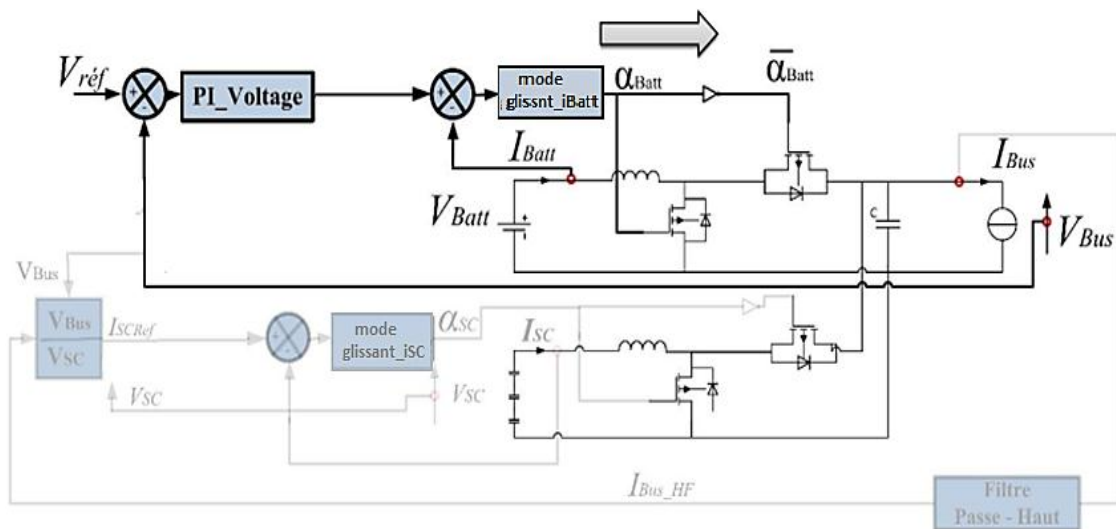 Vréf
+
-
PI_Voltage
+
-
mode
glissnt_iBatt
αBatt
α̅Batt
IBatt
VBatt
+
C
IBus
VBus
VBus
VBus
VSC
ISCRef
+
-
mode
glissant_iSC
αSC
ISC
VSC
VSC
IBus_HF
Filtre
Passe - Haut